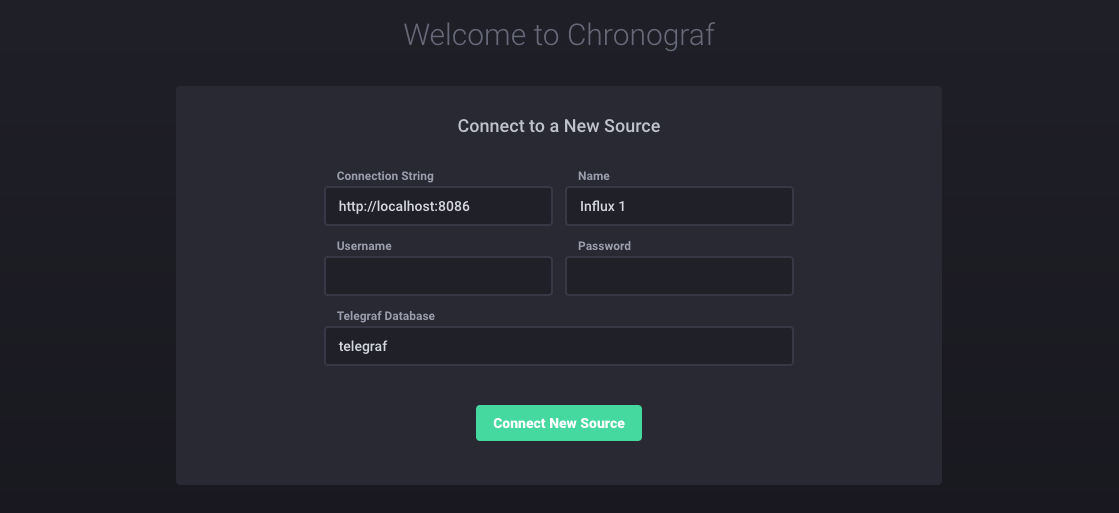 Welcome to Chronograf
Connect to a New Source
Connection String
Name
http://localhost:8086
Influx 1
Username
Password
Telegraf Database
telegraf
Connect New Source